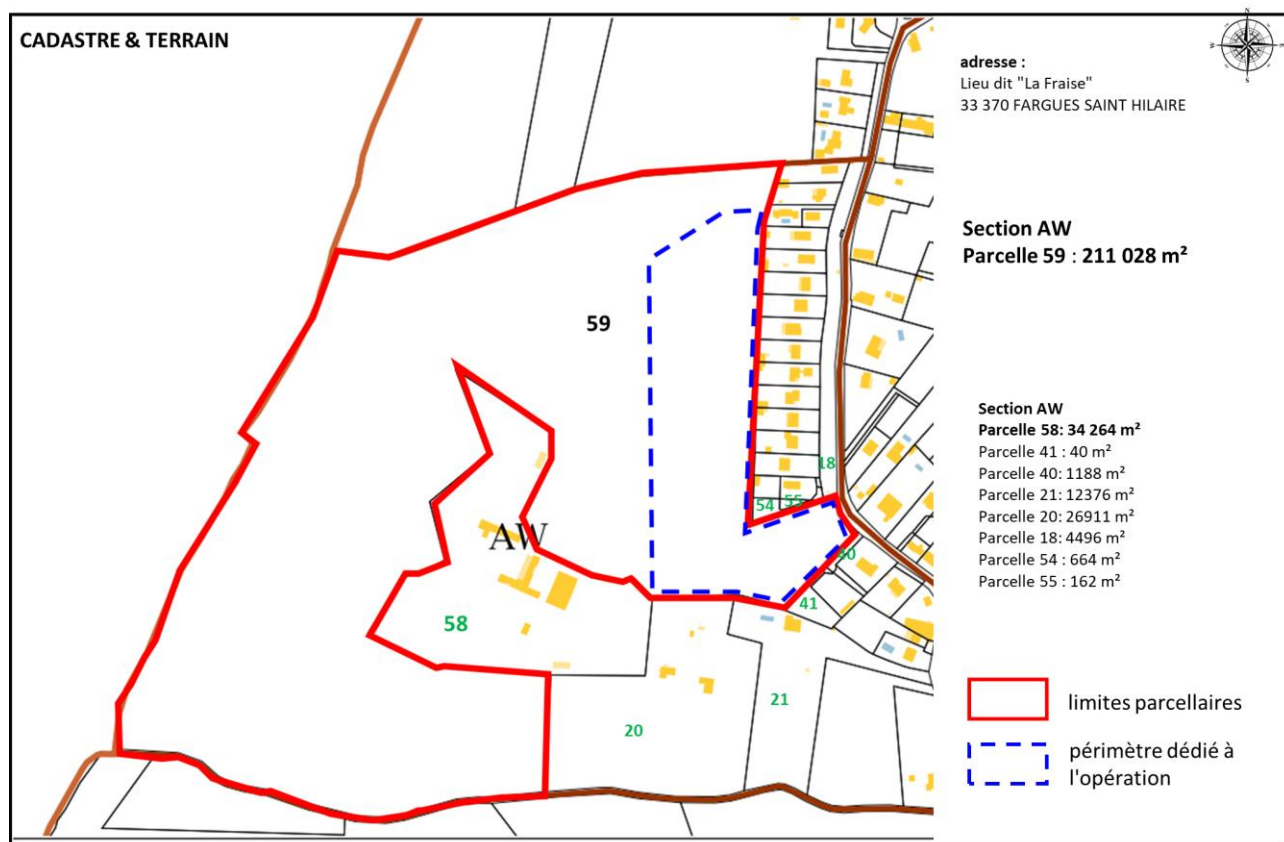 CADASTRE & TERRAIN
N
adresse :
Lieu dit "La Fraise"
33 370 FARGUES SAINT HILAIRE
Section AW
Parcelle 59 : 211 028 m²
59
18
54
55
AW
40
41
58
21
20
Section AW
Parcelle 58: 34 264 m²
Parcelle 41 : 40 m²
Parcelle 40: 1188 m²
Parcelle 21: 12376 m²
Parcelle 20: 26911 m²
Parcelle 18: 4496 m²
Parcelle 54 : 664 m²
Parcelle 55 : 162 m²
limites parcellaires
périmètre dédié à
l'opération